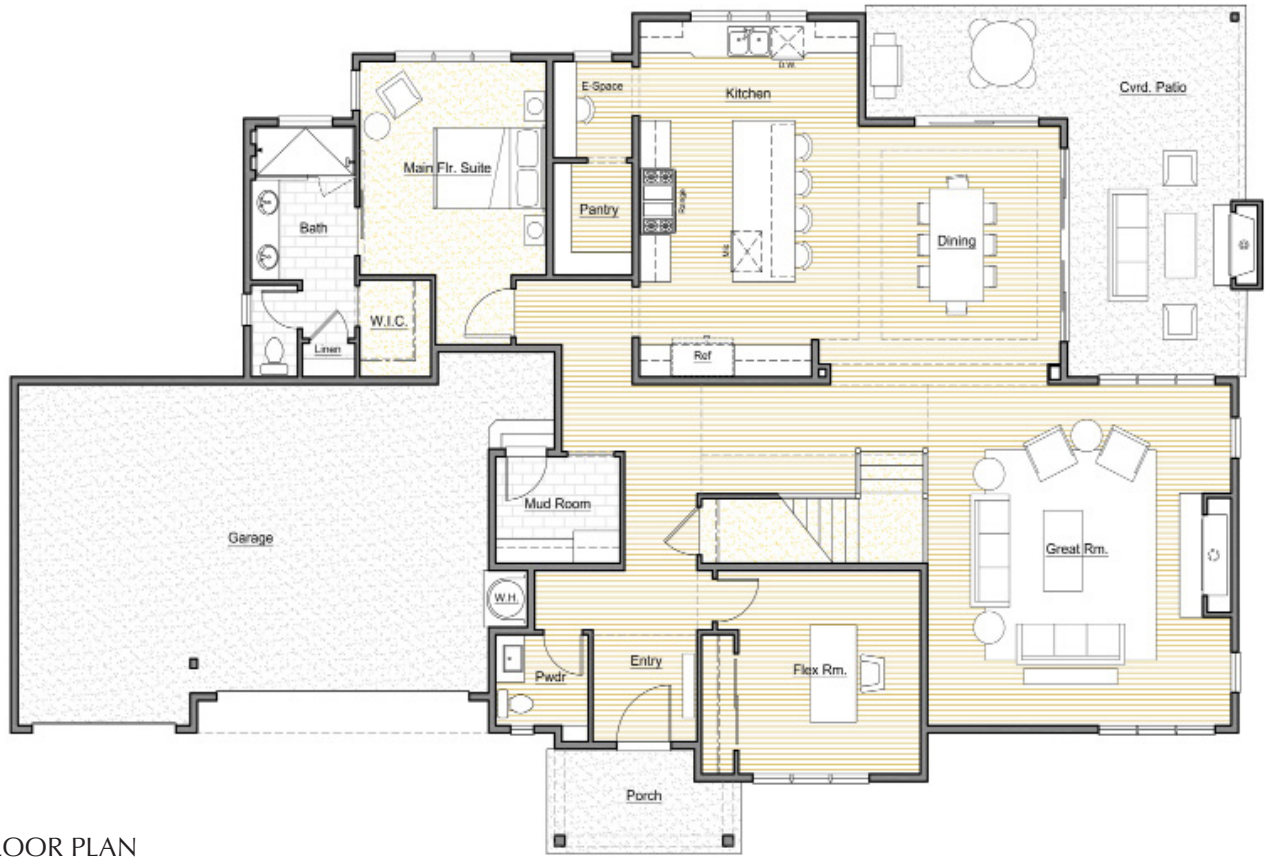 Cvrd. Patio
D.W.
E-Space
Kitchen
Main Flr. Suite
Range
Pantry
Bath
Dining
W.I.C.
Linen
Ref
Mud Room
Garage
Great Rm.
W.H.
Entry
Flex Rm.
Pwdr
Porch
OOR PLAN